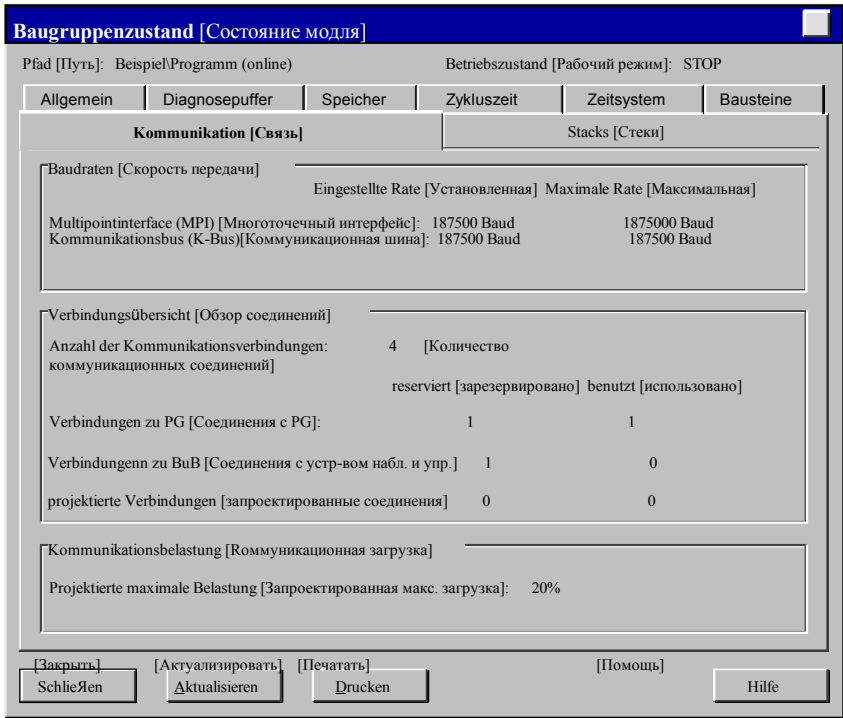 Baugruppenzustand [Состояние модля]
Pfad [Путь]: Beispiel\Programm (online) Betriebszustand [Рабочий режим]: STOP
Allgemein Diagnosepuffer Speicher Zykluszeit Zeitsystem Bausteine
Kommunikation [Связь] Stacks [Стеки]
Baudraten [Скорость передачи]
Eingestellte Rate [Установленная] Maximale Rate [Максимальная]
Multipointinterface (MPI) [Многоточечный интерфейс]: 187500 Baud 1875000 Baud
Kommunikationsbus (K-Bus)[Коммуникационная шина]: 187500 Baud 187500 Baud
Verbindungsübersicht [Обзор соединений]
Anzahl der Kommunikationsverbindungen: 4 [Количество
коммуникационных соединений]
reserviert [зарезервировано] benutzt [использовано]
Verbindungen zu PG [Соединения с PG]: 1 1
Verbindungenn zu BuB [Соединения с устр-вом набл. и упр.] 1 0
projektierte Verbindungen [запроектированные соединения] 0 0
Kommunikationsbelastung [Rоммуникационная загрузка]
Projektierte maximale Belastung [Запроектированная макс. загрузка]: 20%
[Закрыть] [Актуализировать] [Печатать] [Помощь]
SchlieЯen Aktualisieren Drucken Hilfe